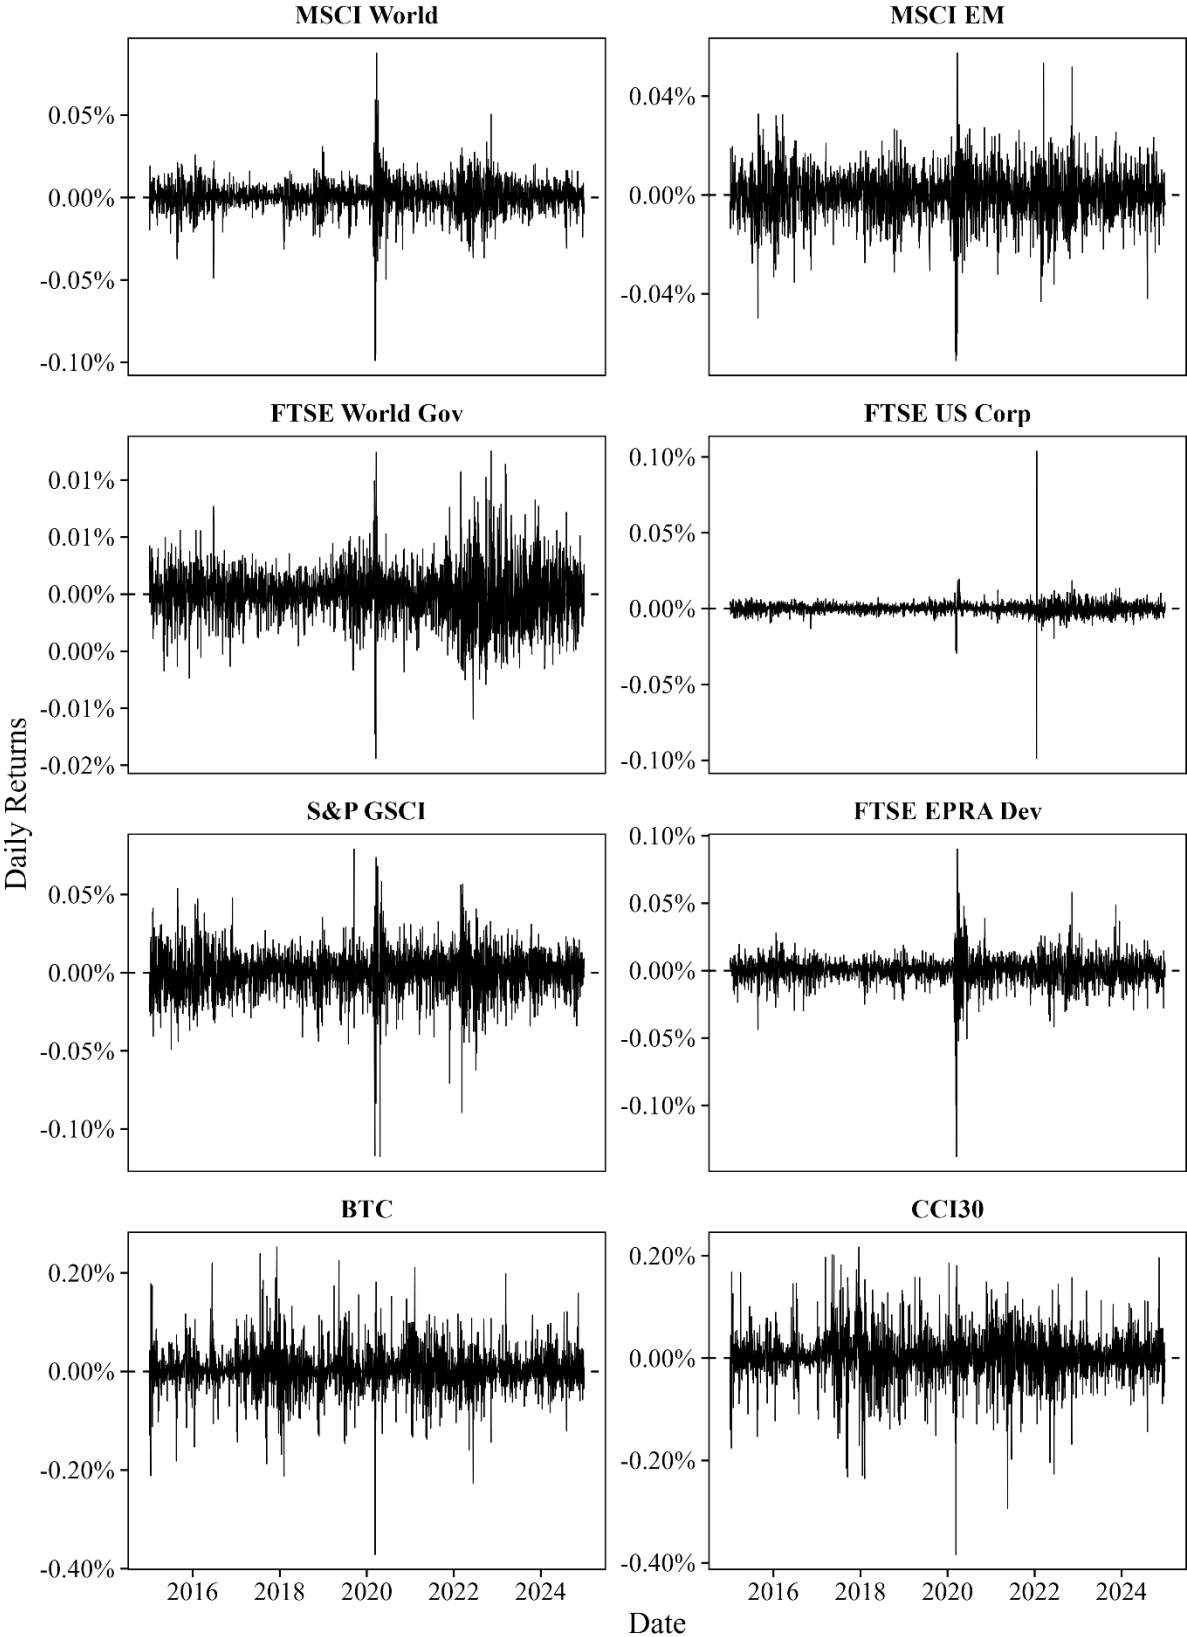 MSCI World
MSCI EM
0.05%
0.00%
-0.05%
-0.10%
0.04%
0.00%
-0.04%
FTSE World Gov
FTSE US Corp
0.01%
0.01%
0.00%
0.00%
-0.01%
-0.02%
0.10%
0.05%
0.00%
-0.05%
-0.10%
Daily Returns
S&P GSCI
FTSE EPRA Dev
0.05%
0.00%
-0.05%
-0.10%
0.10%
0.05%
0.00%
-0.05%
-0.10%
BTC
CCI30
0.20%
0.00%
-0.20%
-0.40%
0.20%
0.00%
-0.20%
-0.40%
2016 2018 2020 2022 2024
2016 2018 2020 2022 2024
Date